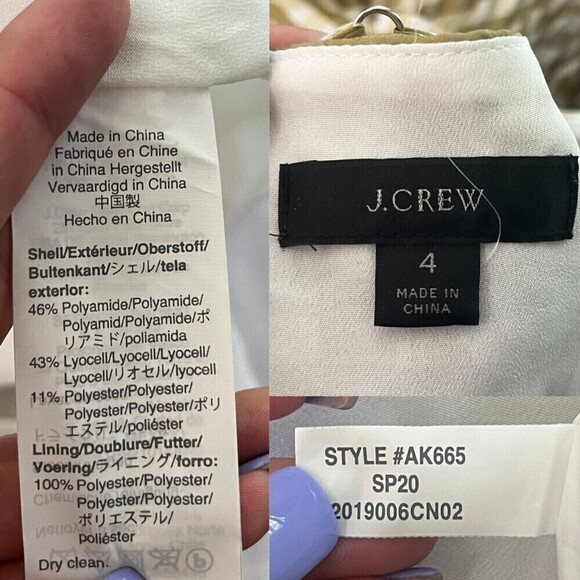 Made in China
Fabriqué en Chine
in China Hergestellt
Vervaardigd in China
中国製
Hecho en China
Shell/Extérieur/Oberstoff/
Buitenkant/シェル/tela
exterior:
46% Polyamide/Polyamide/
Polyamid/Polyamide/ポ
リアミド/poliamida
43% Lyocell/Lyocell/Lyocell/
Lyocell/リオセル/lyocell
11% Polyester/Polyester/
Polyester/Polyester/ポリ
エステル/poliéster
Lining/Doublure/Futter/
Voering/ライニング/forro:
100% Polyester/Polyester/
Polyester/Polyester/
ポリエステル/
poliéster
Dry clean.
J.CREW
4
MADE IN
CHINA
STYLE #AK665
SP20
2019006CN02